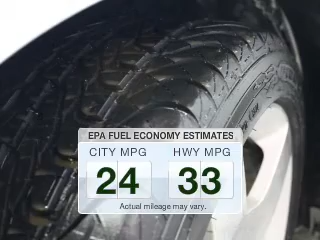 EPA FUEL ECONOMY ESTIMATES
CITY MPG HWY MPG
24 33
Actual mileage may vary.